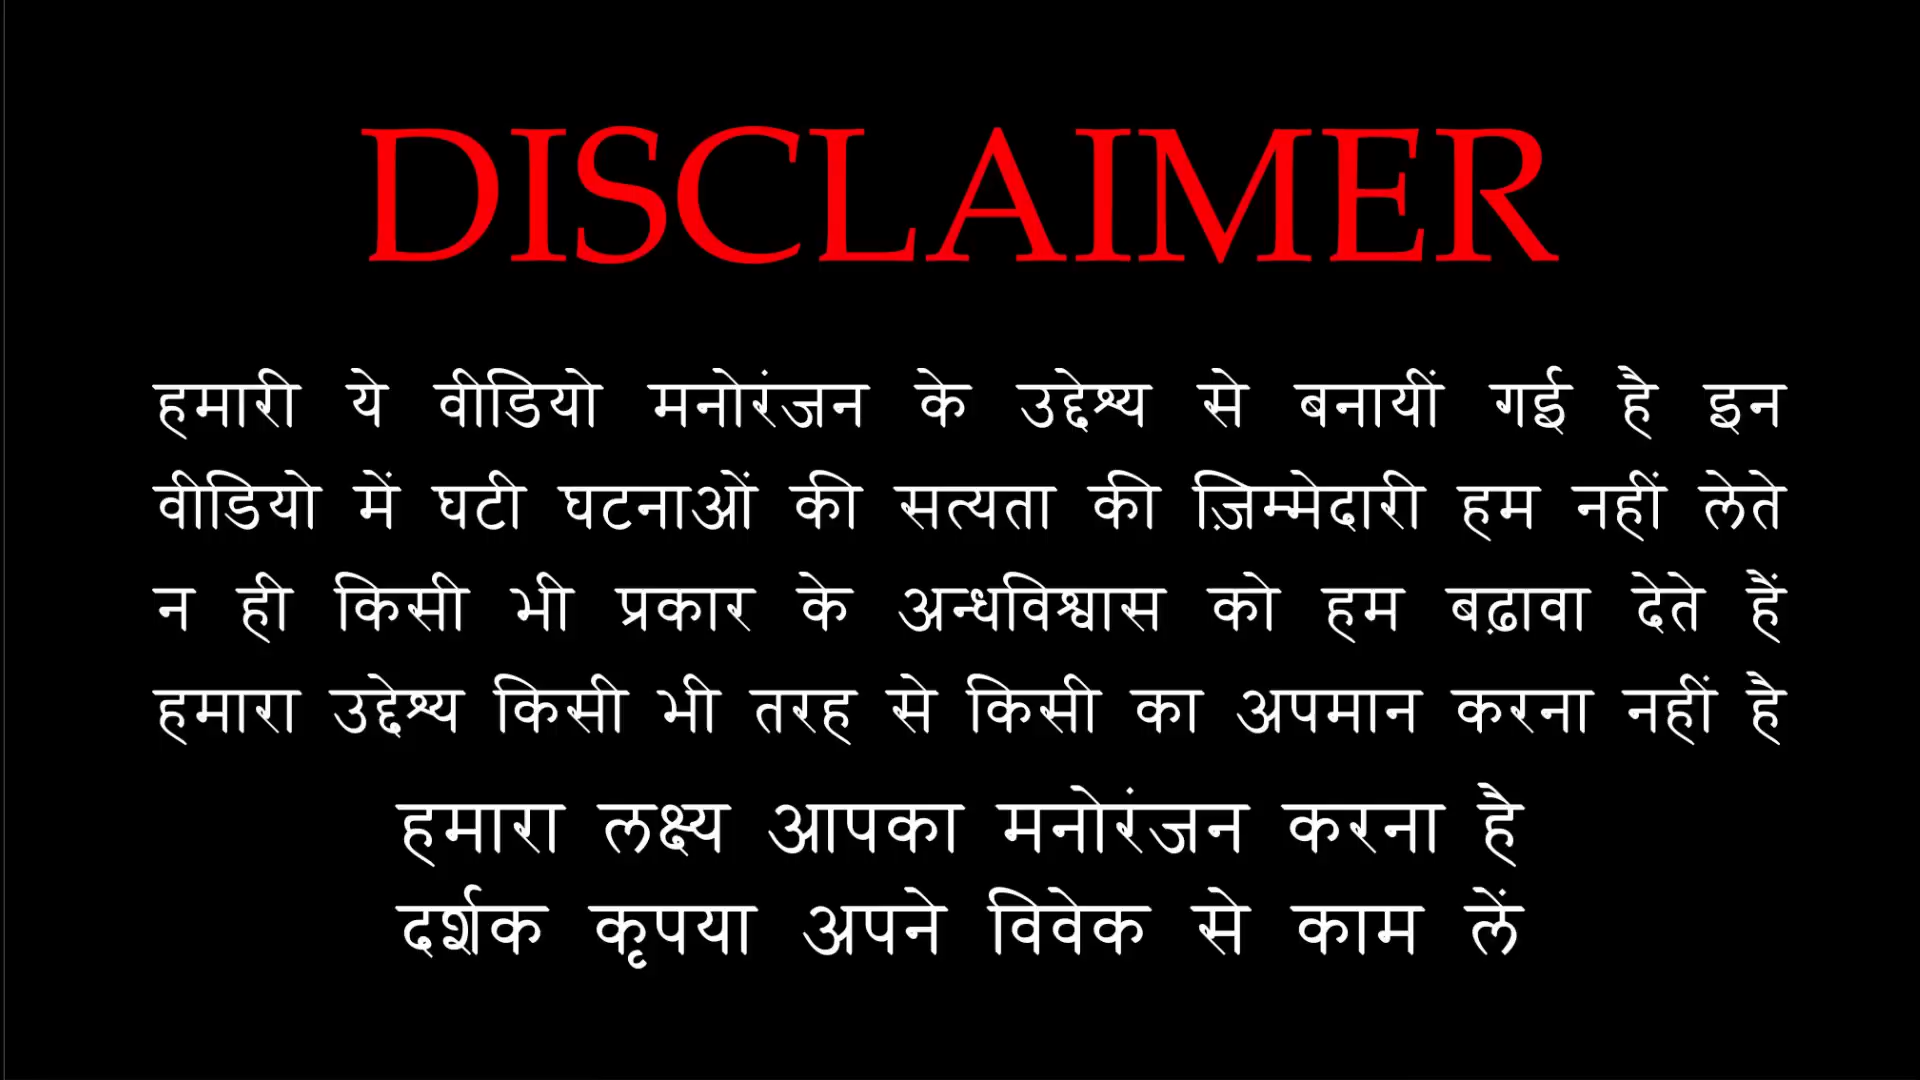 DISCLAIMER
हमारी ये वीडियो मनोरंजन के उद्देश्य से बनायीं गई है इन
वीडियो में घटी घटनाओं की सत्यता की ज़िम्मेदारी हम नहीं लेते
न ही किसी भी प्रकार के अन्धविश्वास को हम बढ़ावा देते हैं
हमारा उद्देश्य किसी भी तरह से किसी का अपमान करना नहीं है
हमारा लक्ष्य आपका मनोरंजन करना है
दर्शक कृपया अपने विवेक से काम लें